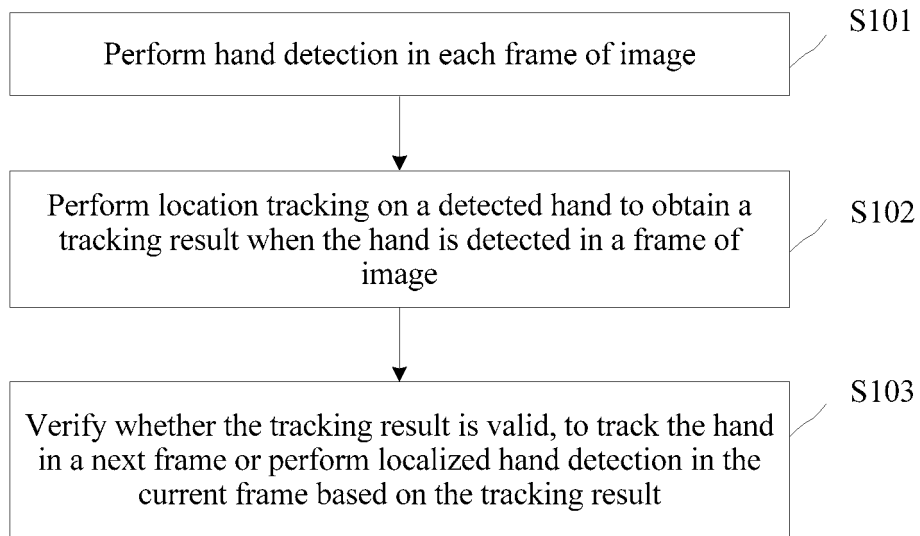 S101
Perform hand detection in each frame of image
Perform location tracking on a detected hand to obtain a
S102
tracking result when the hand is detected in a frame of
image
S103
Verify whether the tracking result is valid, to track the hand
in a next frame or perform localized hand detection in the
current frame based on the tracking result